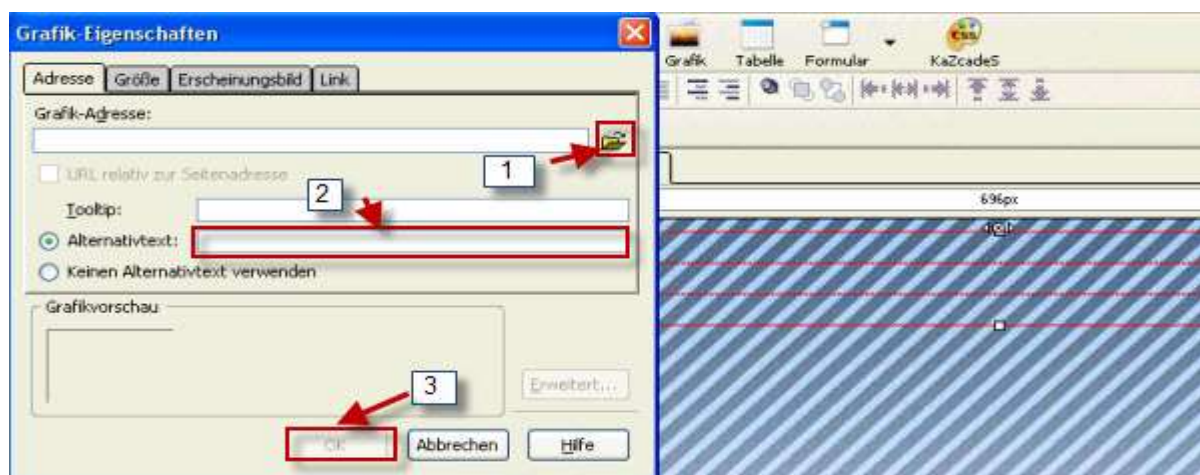 Grafik-Eigenschaften
Grafik Tabelle Formular KaZcadeS
Adresse Größe Erscheinungsbild Link
Grafik-Adresse:
1
URL relativ zur Seitenadresse
2
Tooltip:
696px
Alternativtext:
Keinen Alternativtext verwenden
Grafikvorschau
3
Erweitert...
OK Abbrechen Hilfe